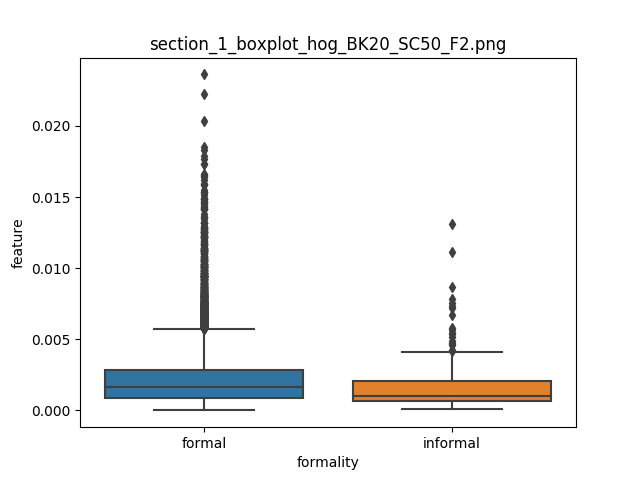 section_1_boxplot_hog_BK20_SC50_F2.png
0.020
0.015
0.010
0.005
0.000
feature
formal
informal
formality